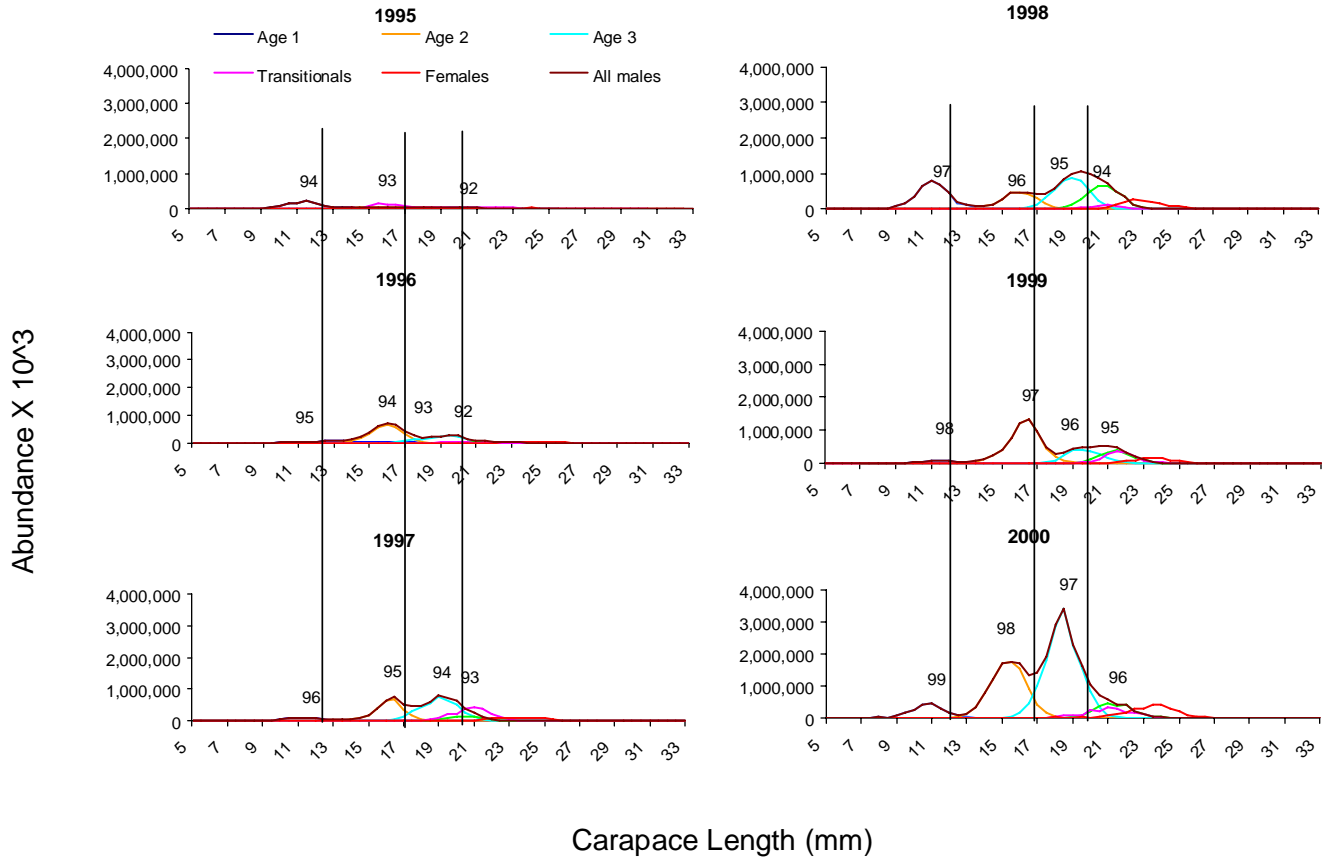 1995
Age 1 Age 2 Age 3
Transitionals Females All males
4,000,000
3,000,000
2,000,000
1,000,000
0
94 93 92
5 7 9 11 13 15 17 19 21 23 25 27 29 31 33
1996
4,000,000
3,000,000
2,000,000
1,000,000
0
95 94 93 92
5 7 9 11 13 15 17 19 21 23 25 27 29 31 33
1997
4,000,000
3,000,000
2,000,000
1,000,000
0
96 95 94 93
5 7 9 11 13 15 17 19 21 23 25 27 29 31 33
1998
4,000,000
3,000,000
2,000,000
1,000,000
0
97 96 95 94
5 7 9 11 13 15 17 19 21 23 25 27 29 31 33
1999
4,000,000
3,000,000
2,000,000
1,000,000
0
98 97 96 95
5 7 9 11 13 15 17 19 21 23 25 27 29 31 33
2000
4,000,000
3,000,000
2,000,000
1,000,000
0
99 98 97 96
5 7 9 11 13 15 17 19 21 23 25 27 29 31 33
Abundance X 10^3
Carapace Length (mm)